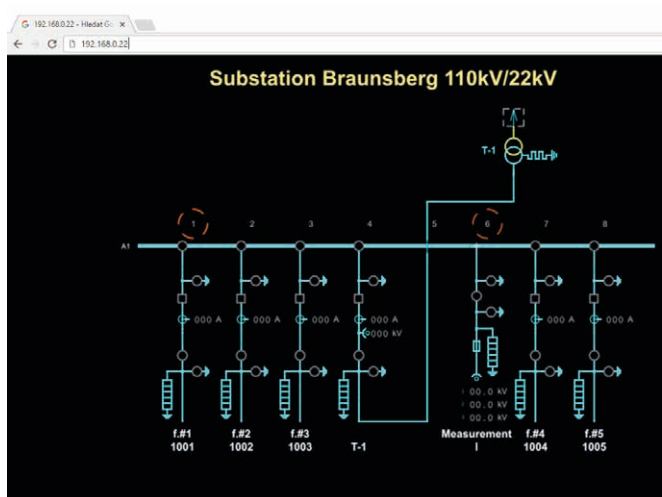 192.168.0.22 - Hledat Go
192.168.0.22
Substation Braunsberg 110kV/22kV
T-1
1 2 3 4 5 6 7 8
A1
000 A 000 A 000 A 000 A 000 A 000 A
000 kV
00.0 kV
00.0 kV
00.0 kV
f.#1 f.#2 f.#3 Measurement f.#4 f.#5
1001 1002 1003 T-1 I 1004 1005